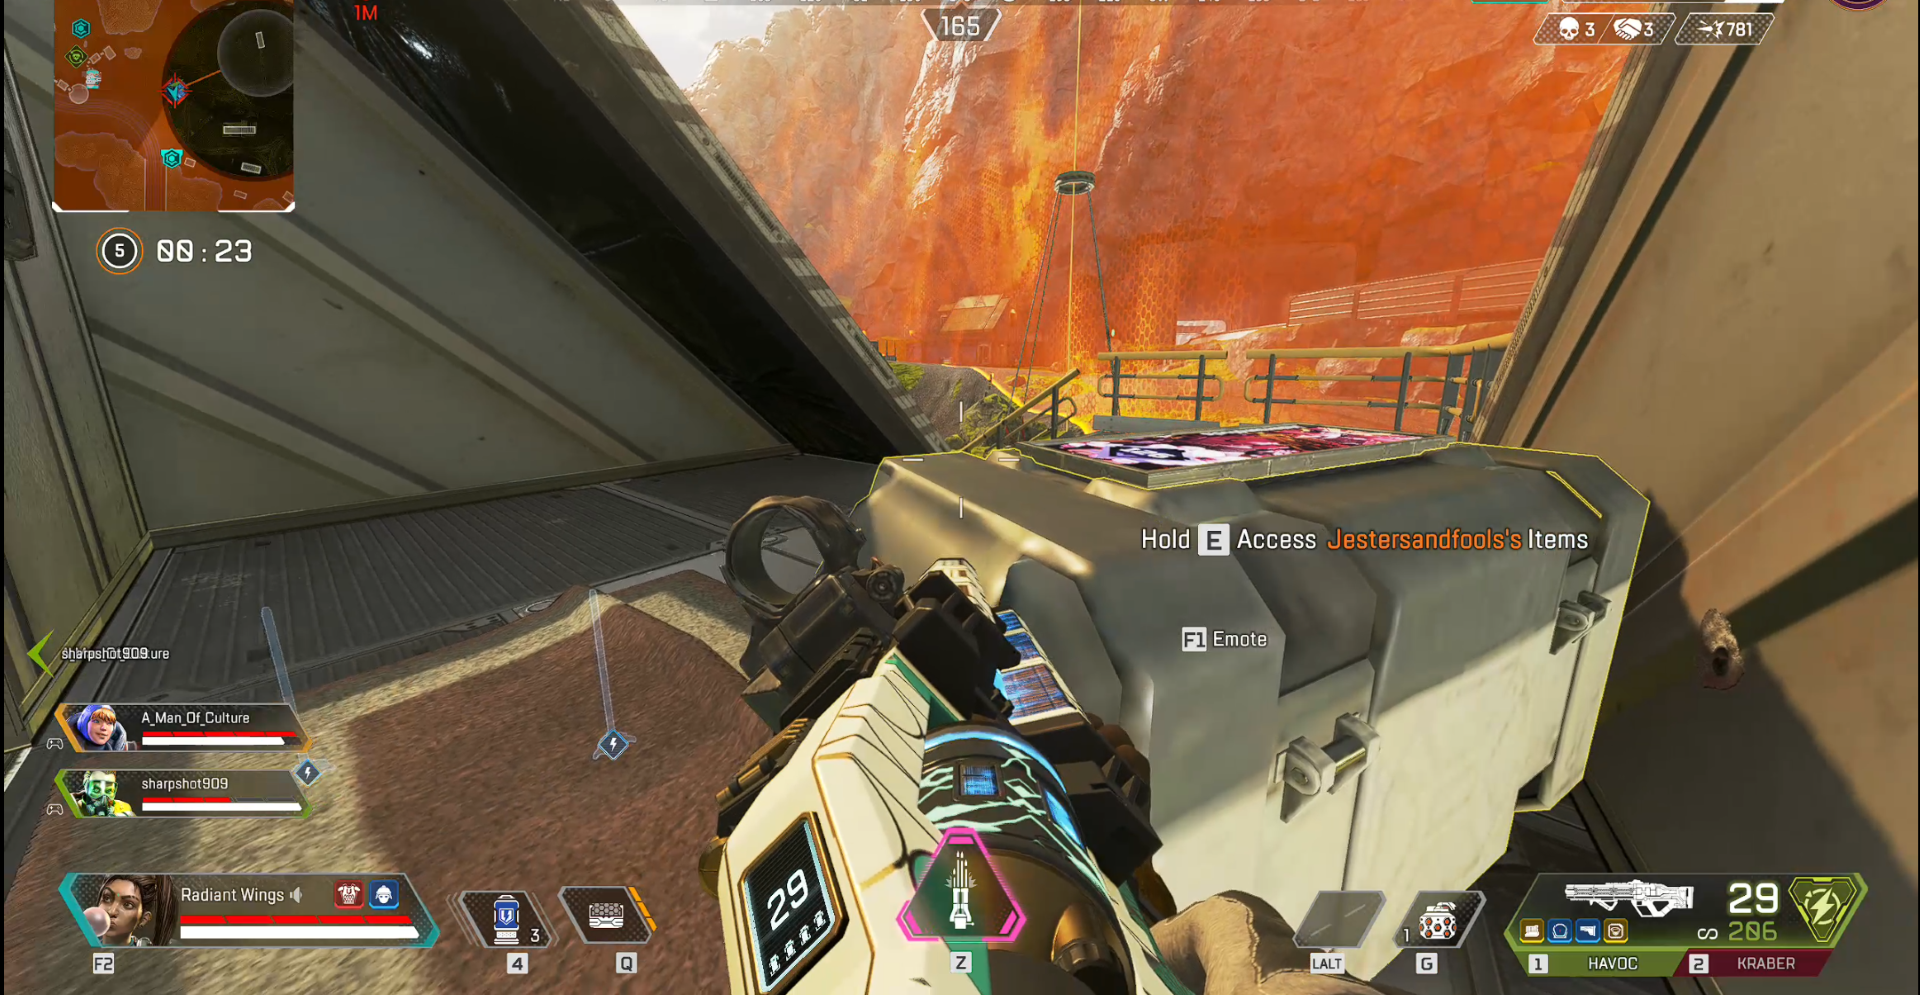 1M
165
3
3
781
5
00:23
Hold E Access Jestersandfools's Items
F1 Emote
sharpshot909
A_Man_Of_Culture
sharpshot909
29
Radiant Wings
3
1
29
∞ 206
F2
4
Q
Z
LALT
G
1 HAVOC
2 KRABER